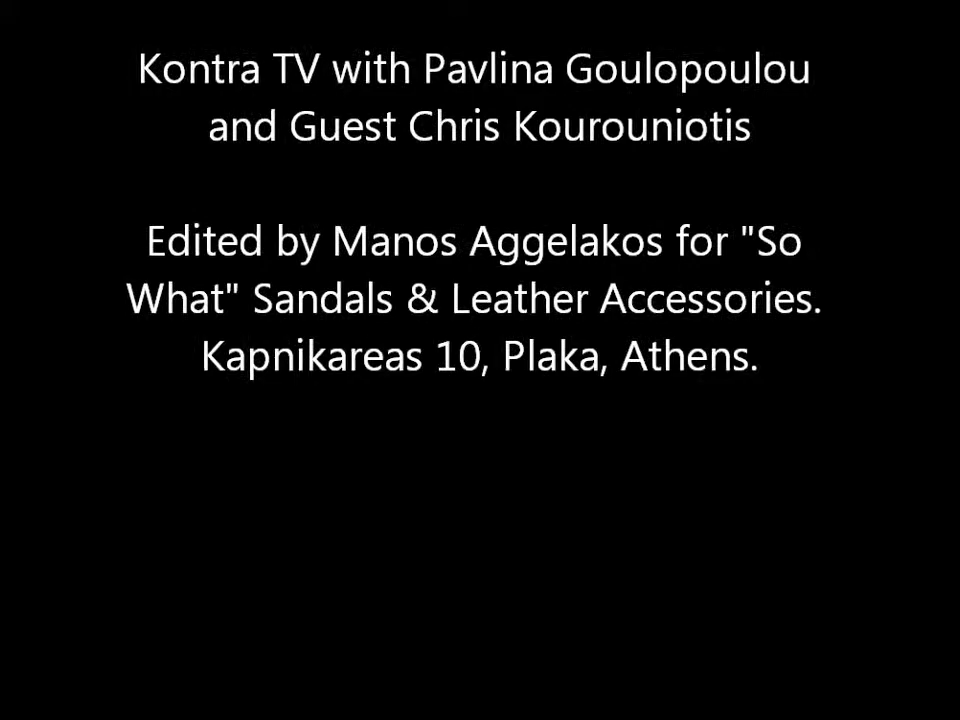 Kontra TV with Pavlina Goulopoulou
and Guest Chris Kourouniotis
Edited by Manos Aggelakos for "So
What" Sandals & Leather Accessories.
Kapnikareas 10, Plaka, Athens.